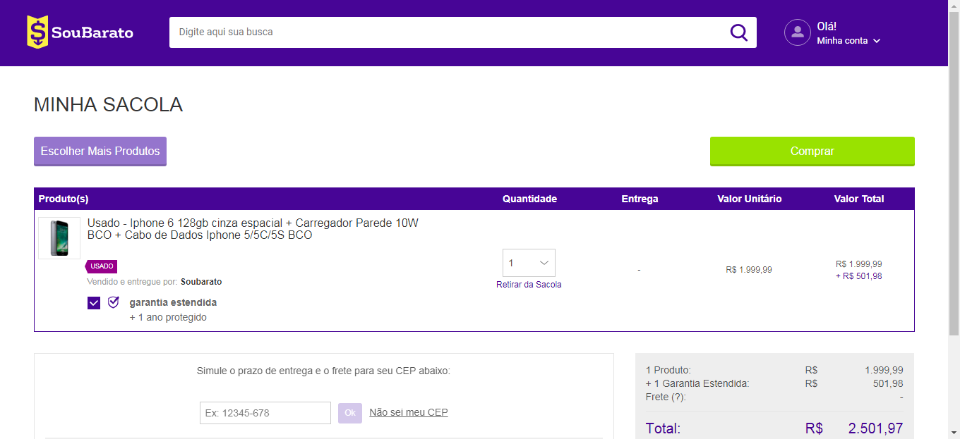 SouBarato
Digite aqui sua busca
Olá!
Minha conta
MINHA SACOLA
Escolher Mais Produtos
Comprar
Produto(s) Quantidade Entrega Valor Unitário Valor Total
Usado - Iphone 6 128gb cinza espacial + Carregador Parede 10W
BCO + Cabo de Dados Iphone 5/5C/5S BCO
USADO
Vendido e entregue por: Soubarato
1
Retirar da Sacola
-
R$ 1.999,99
R$ 1.999,99
+ R$ 501,98
garantia estendida
+ 1 ano protegido
Simule o prazo de entrega e o frete para seu CEP abaixo:
Ex: 12345-678 Ok Não sei meu CEP
1 Produto: R$ 1.999,99
+ 1 Garantia Estendida: R$ 501,98
Frete (?): -
Total: R$ 2.501,97